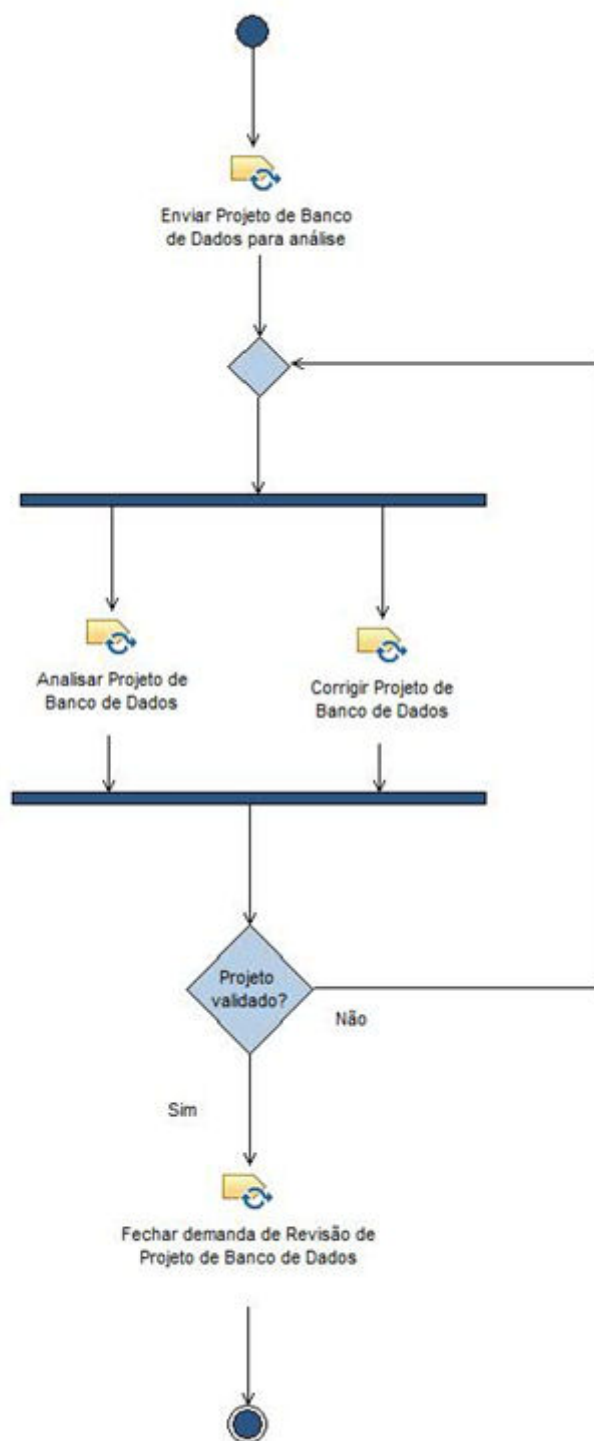 Enviar Projeto de Banco
de Dados para análise
Analisar Projeto de
Banco de Dados
Corrigir Projeto de
Banco de Dados
Projeto
validado?
Não
Sim
Fechar demanda de Revisão de
Projeto de Banco de Dados